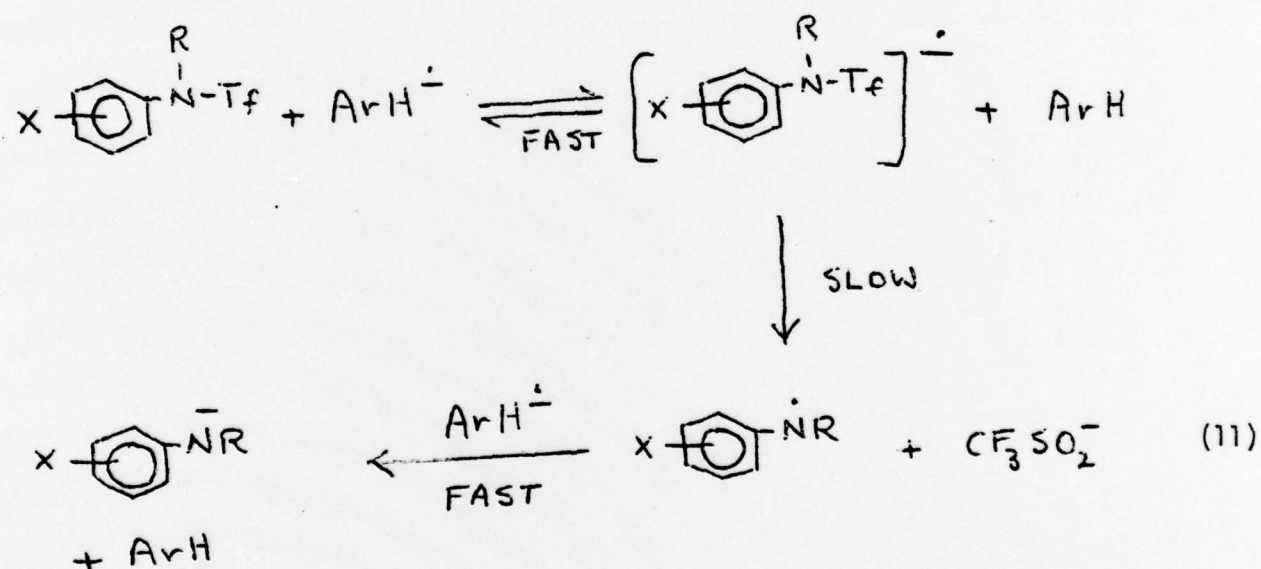 R R
X N-Tf + ArH∸ ⇌ [X N-Tf]∸ + ArH
FAST
SLOW
X N̄R ← ArH∸ X ṄR + CF₃SO₂⁻ (11)
FAST
+ ArH